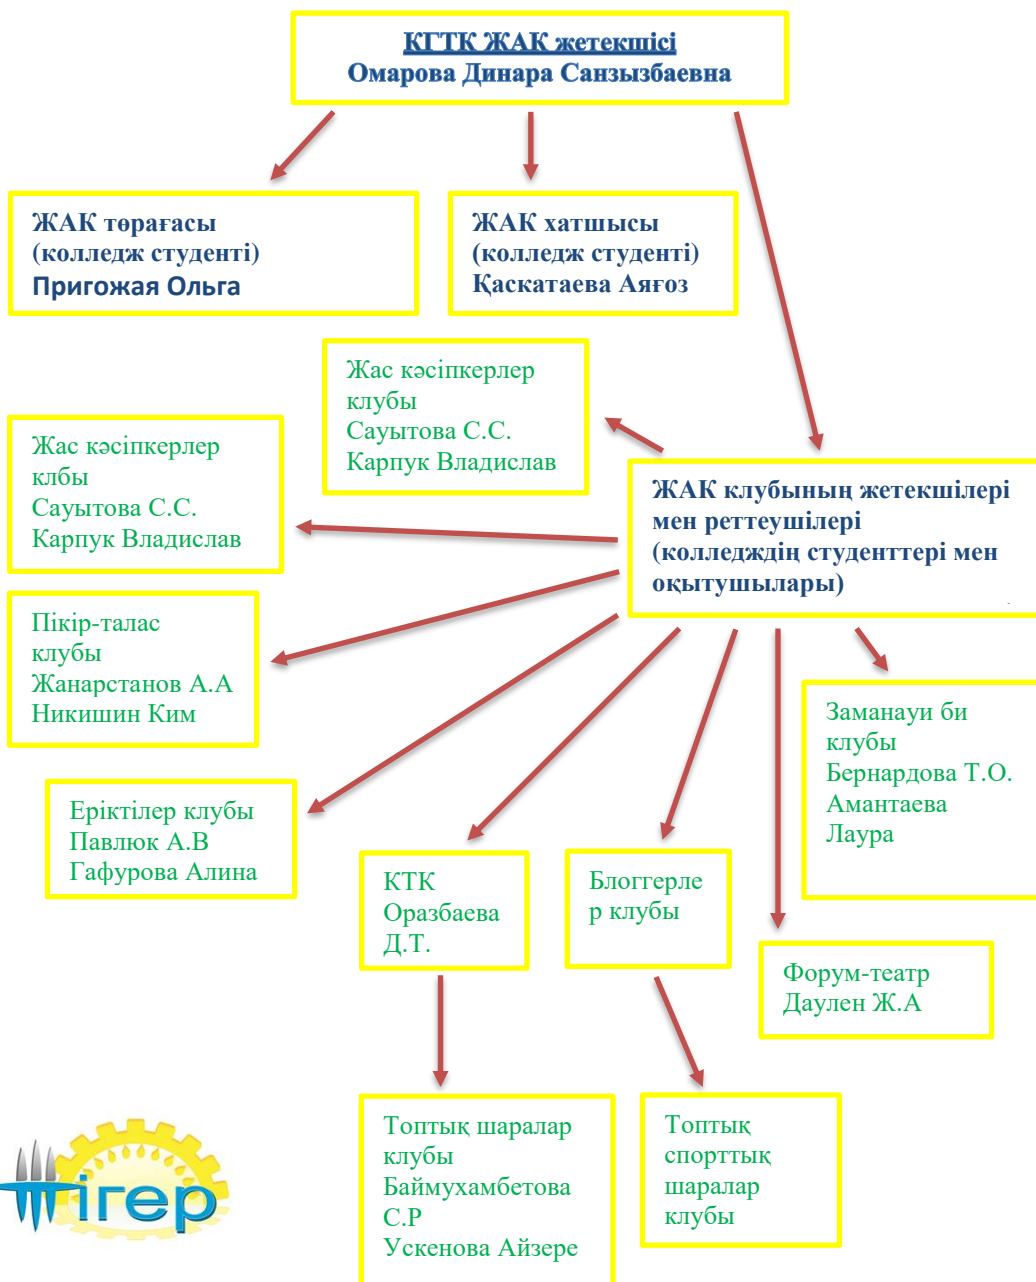 КГТК ЖАК жетекшісі
Омарова Динара Санзызбаевна
ЖАК төрағасы
(колледж студенті)
Пригожая Ольга
ЖАК хатшысы
(колледж студенті)
Қаскатаева Аяғоз
Жас кәсіпкерлер
клубы
Сауытова С.С.
Карпук Владислав
Жас кәсіпкерлер
клбы
Сауытова С.С.
Карпук Владислав
ЖАК клубының жетекшілері
мен реттеушілері
(колледждің студенттері мен
оқытушылары)
Пікір-талас
клубы
Жанарстанов А.А
Никишин Ким
Заманауи би
клубы
Бернардова Т.О.
Амантаева
Лаура
Еріктілер клубы
Павлюк А.В
Гафурова Алина
КТК
Оразбаева
Д.Т.
Блоггерле
р клубы
Форум-театр
Даулен Ж.А
Топтық шаралар
клубы
Баймухамбетова
С.Р
Ускенова Айзере
Топтық
спорттық
шаралар
клубы
ігер